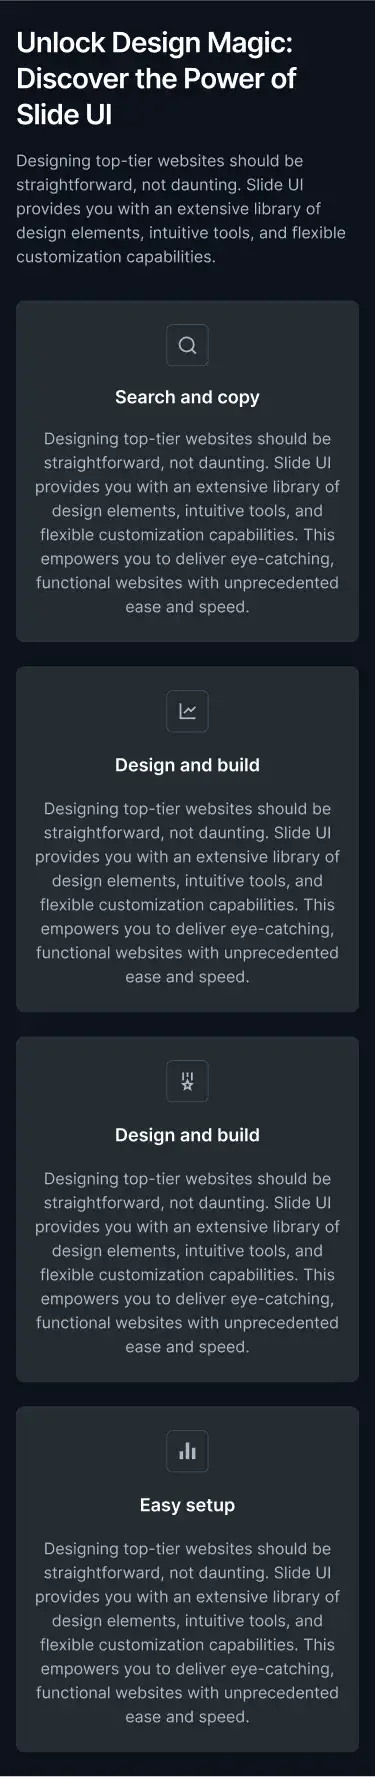 Unlock Design Magic:
Discover the Power of
Slide UI
Designing top-tier websites should be
straightforward, not daunting. Slide UI
provides you with an extensive library of
design elements, intuitive tools, and flexible
customization capabilities.
Search and copy
Designing top-tier websites should be
straightforward, not daunting. Slide UI
provides you with an extensive library of
design elements, intuitive tools, and
flexible customization capabilities. This
empowers you to deliver eye-catching,
functional websites with unprecedented
ease and speed.
Design and build
Designing top-tier websites should be
straightforward, not daunting. Slide UI
provides you with an extensive library of
design elements, intuitive tools, and
flexible customization capabilities. This
empowers you to deliver eye-catching,
functional websites with unprecedented
ease and speed.
Design and build
Designing top-tier websites should be
straightforward, not daunting. Slide UI
provides you with an extensive library of
design elements, intuitive tools, and
flexible customization capabilities. This
empowers you to deliver eye-catching,
functional websites with unprecedented
ease and speed.
Easy setup
Designing top-tier websites should be
straightforward, not daunting. Slide UI
provides you with an extensive library of
design elements, intuitive tools, and
flexible customization capabilities. This
empowers you to deliver eye-catching,
functional websites with unprecedented
ease and speed.